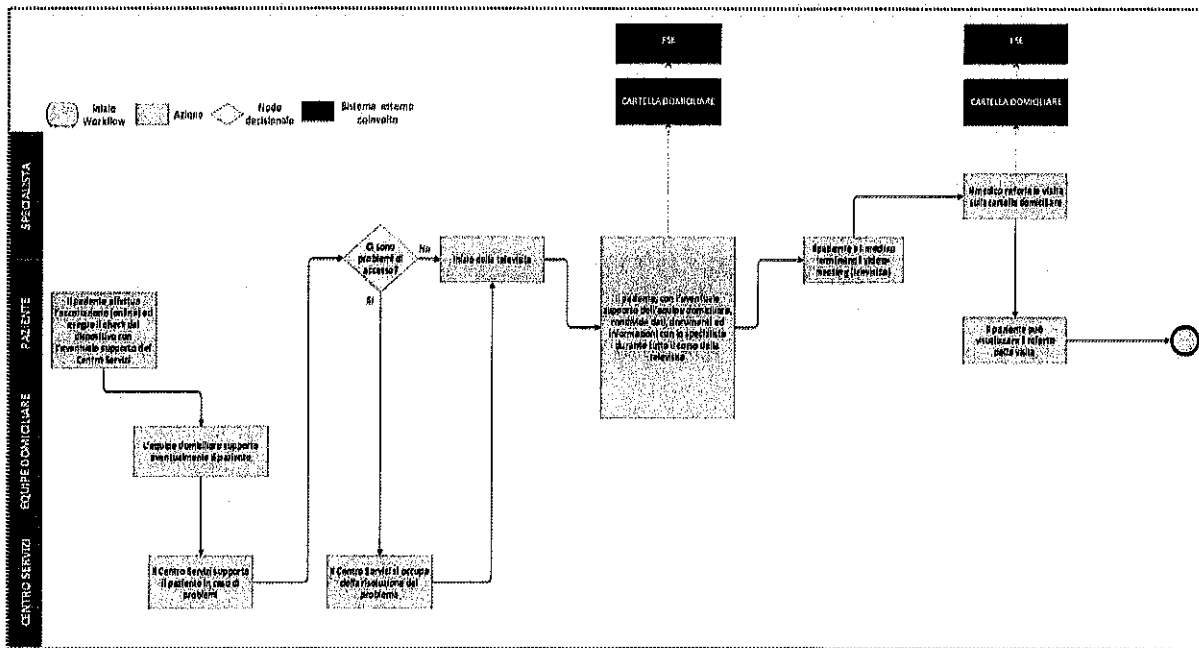 FSE
FSE
CARTELLA DOMICILIARE
CARTELLA DOMICILIARE
Inizio
Workflow
Azione
Nodo
decisionale
Sistema esterno
coinvolto
SPECIALISTA
PAZIENTE
EQUIPE DOMICILIARE
CENTRO SERVIZI
Ci sono
problemi di
accesso?
No
Si
Inizio della televisita
Il medico referta la visita
sulla cartella domiciliare
Il paziente e il medico
terminano il video-
meeting (televisita)
Il paziente effettua
l'accettazione (online) ed
esegue il check del
dispositivo con
l'eventuale supporto del
Centro Servizi
Il paziente, con l'eventuale
supporto dell'equipe domiciliare,
condivide dati, documenti ed
informazioni con lo specialista
durante tutto il corso della
televisita
Il paziente può
visualizzare il referto
della visita
L'equipe domiciliare supporta
eventualmente il paziente
Il Centro Servizi supporta
il paziente in caso di
problemi
Il Centro Servizi si occupa
della risoluzione del
problema